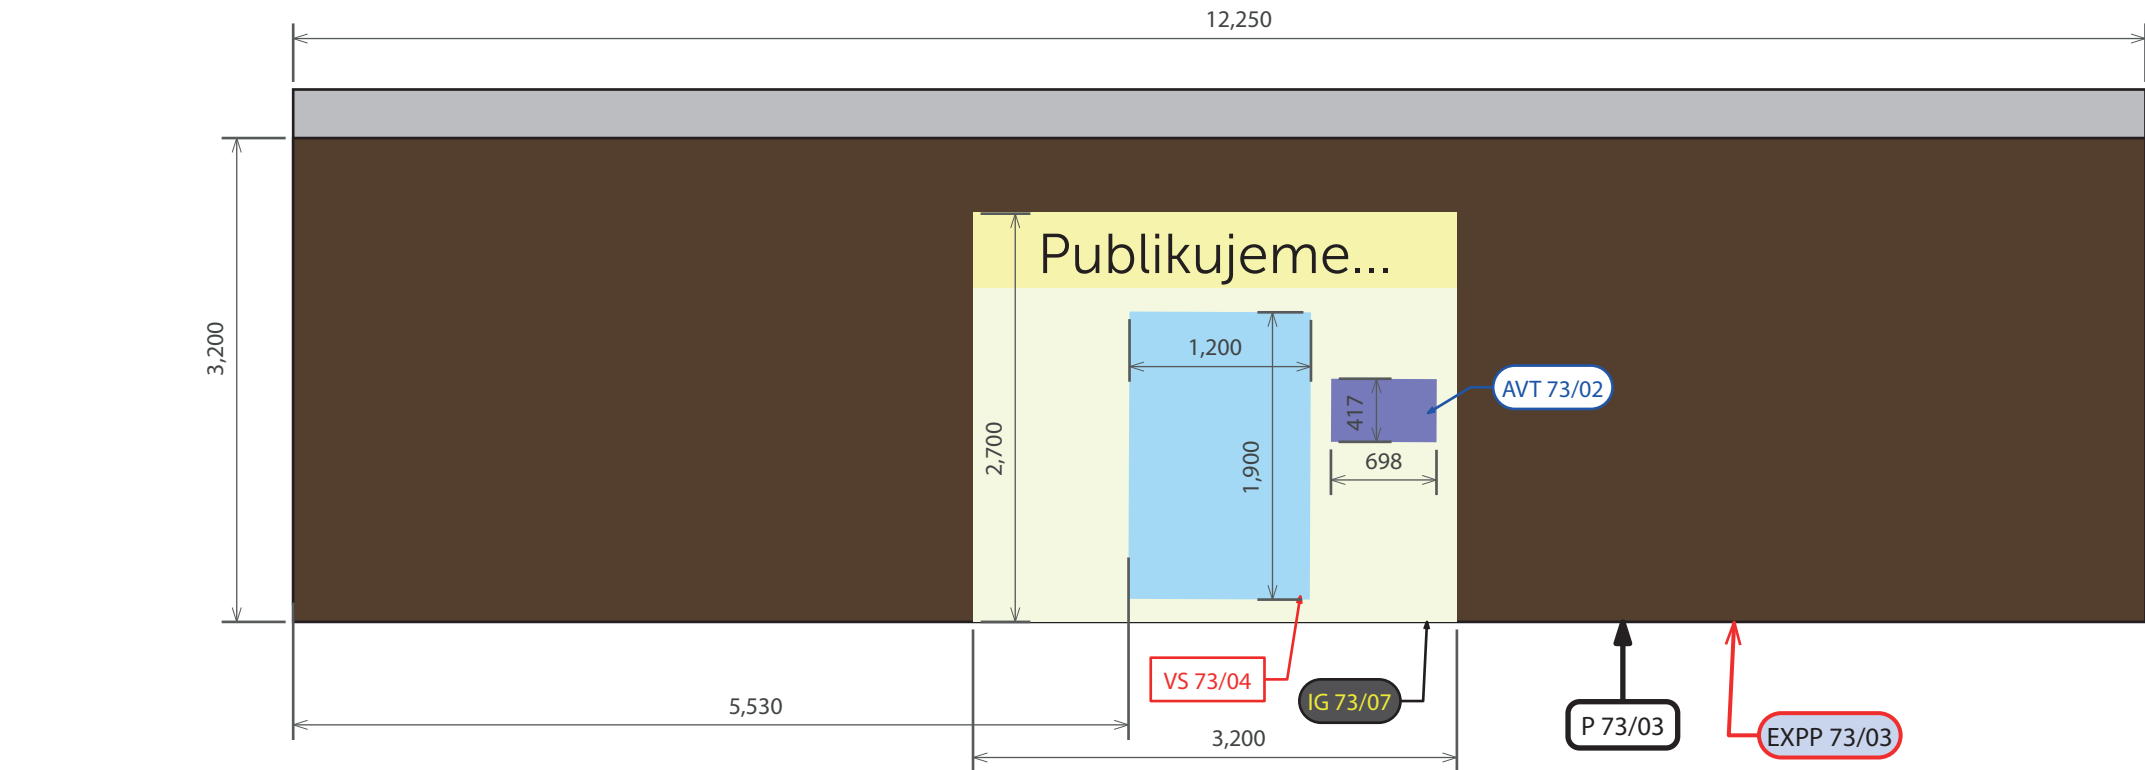 12,250
Publikujeme...
3,200
1,200
AVT 73/02
417
2,700
1,900
698
VS 73/04
IG 73/07
5,530
P 73/03
3,200
EXPP 73/03